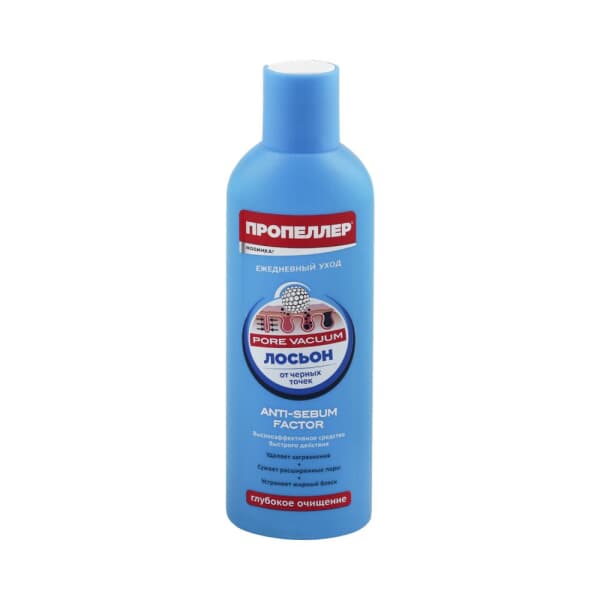 ПРОПЕЛЛЕР®
НОВИНКА!
ЕЖЕДНЕВНЫЙ УХОД
PORE VACUUM
ЛОСЬОН
от черных
точек
ANTI-SEBUM
FACTOR
Высокоэффективное средство
быстрого действия
Удаляет загрязнения
Сужает расширенные поры
Устраняет жирный блеск
глубокое очищение